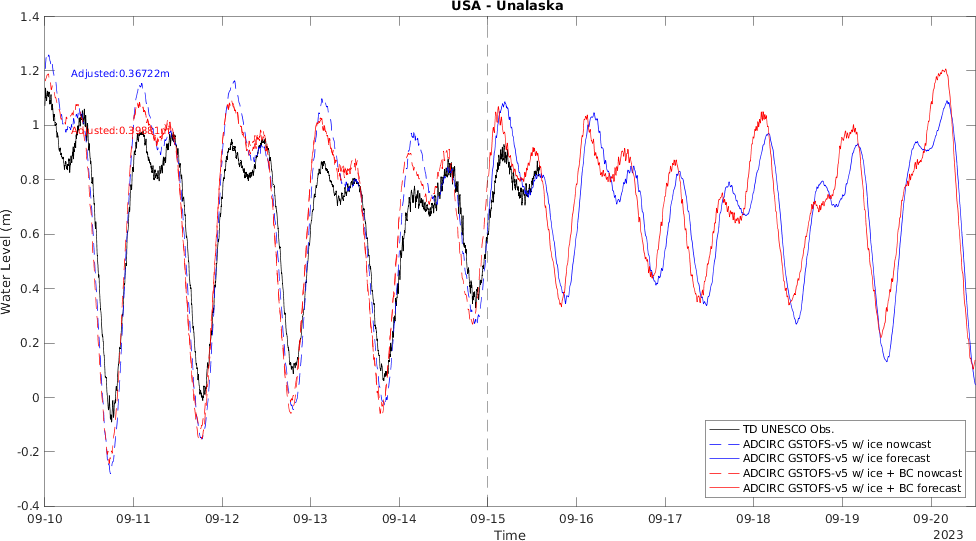 USA - Unalaska
Water Level (m)
1.4
1.2
1
0.8
0.6
0.4
0.2
0
-0.2
-0.4
Adjusted:0.36722m
Adjusted:0.39881m
TD UNESCO Obs.
ADCIRC GSTOFS-v5 w/ ice nowcast
ADCIRC GSTOFS-v5 w/ ice forecast
ADCIRC GSTOFS-v5 w/ ice + BC nowcast
ADCIRC GSTOFS-v5 w/ ice + BC forecast
09-10 09-11 09-12 09-13 09-14 09-15 09-16 09-17 09-18 09-19 09-20
Time
2023